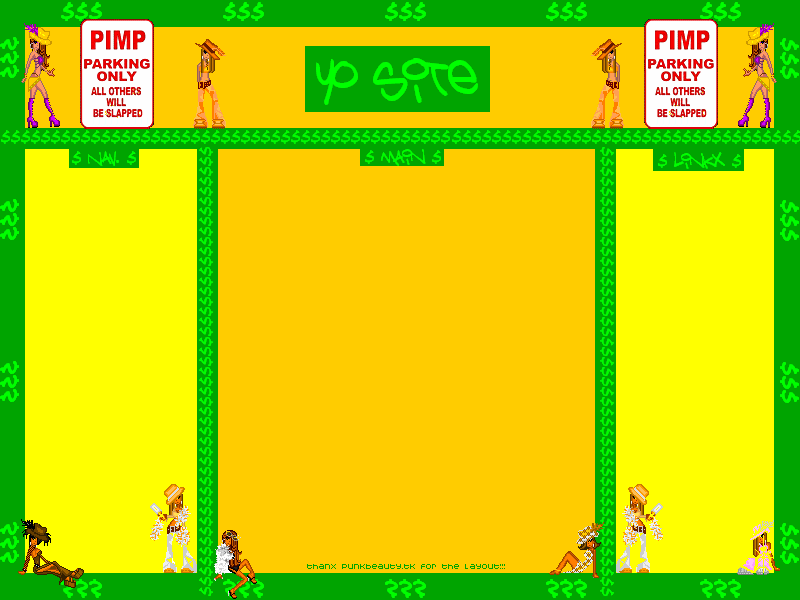 $$$ $$$ $$$ $$$ $$$
PIMP
PARKING
ONLY
ALL OTHERS
WILL
BE SLAPPED
yo site
PIMP
PARKING
ONLY
ALL OTHERS
WILL
BE SLAPPED
$ NAV. $
$ MAIN $
$ LiNKX $
thanx punkbeauty.tk for the layout!!!